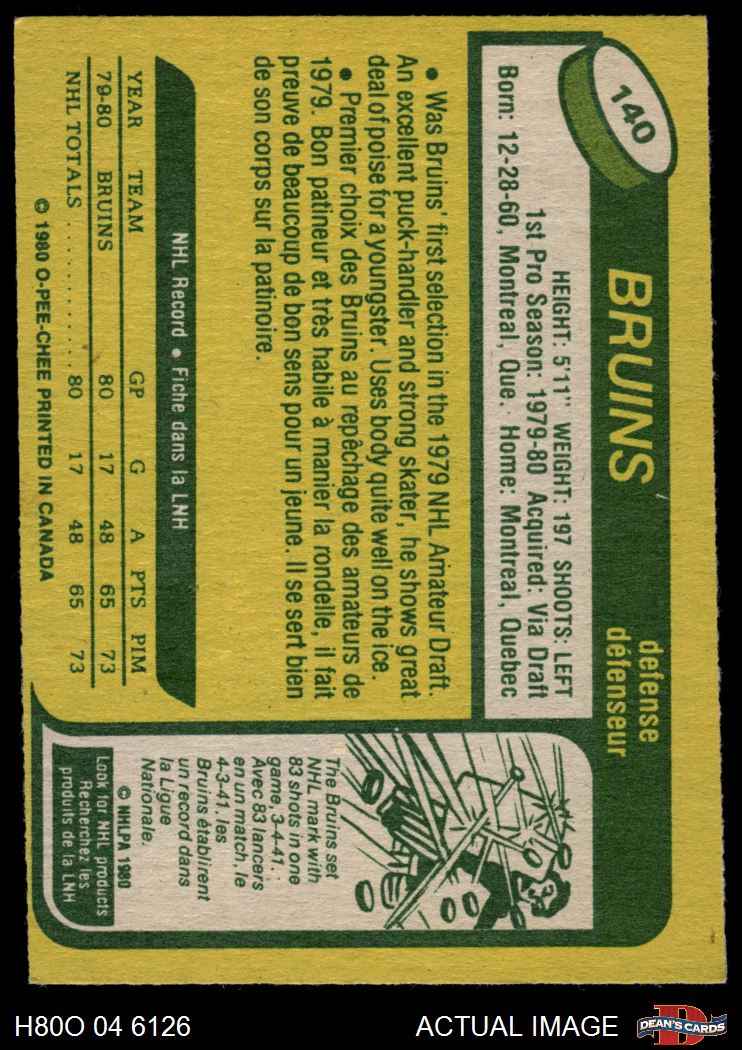 140
BRUINS
defense
défenseur
HEIGHT: 5'11" WEIGHT: 197 SHOOTS: LEFT
1st Pro Season: 1979-80 Acquired: Via Draft
Born: 12-28-60, Montreal, Que. Home: Montreal, Quebec
• Was Bruins' first selection in the 1979 NHL Amateur Draft.
An excellent puck-handler and strong skater, he shows great
deal of poise for a youngster. Uses body quite well on the ice.
• Premier choix des Bruins au repêchage des amateurs de
1979. Bon patineur et très habile à manier la rondelle, il fait
preuve de beaucoup de bon sens pour un jeune. Il se sert bien
de son corps sur la patinoire.
NHL Record • Fiche dans la LNH
YEAR TEAM GP G A PTS PIM
79-80 BRUINS 80 17 48 65 73
NHL TOTALS .......... 80 17 48 65 73
© 1980 O-PEE-CHEE PRINTED IN CANADA
The Bruins set
NHL mark with
83 shots in one
game, 3-4-41.
Avec 83 lancers
en un match, le
4-3-41, les
Bruins établirent
un record dans
la Ligue
Nationale.
© NHLPA 1980
Look for NHL products
Recherchez les
produits de la LNH
H80O 04 6126
ACTUAL IMAGE
D
DEAN'S CARDS